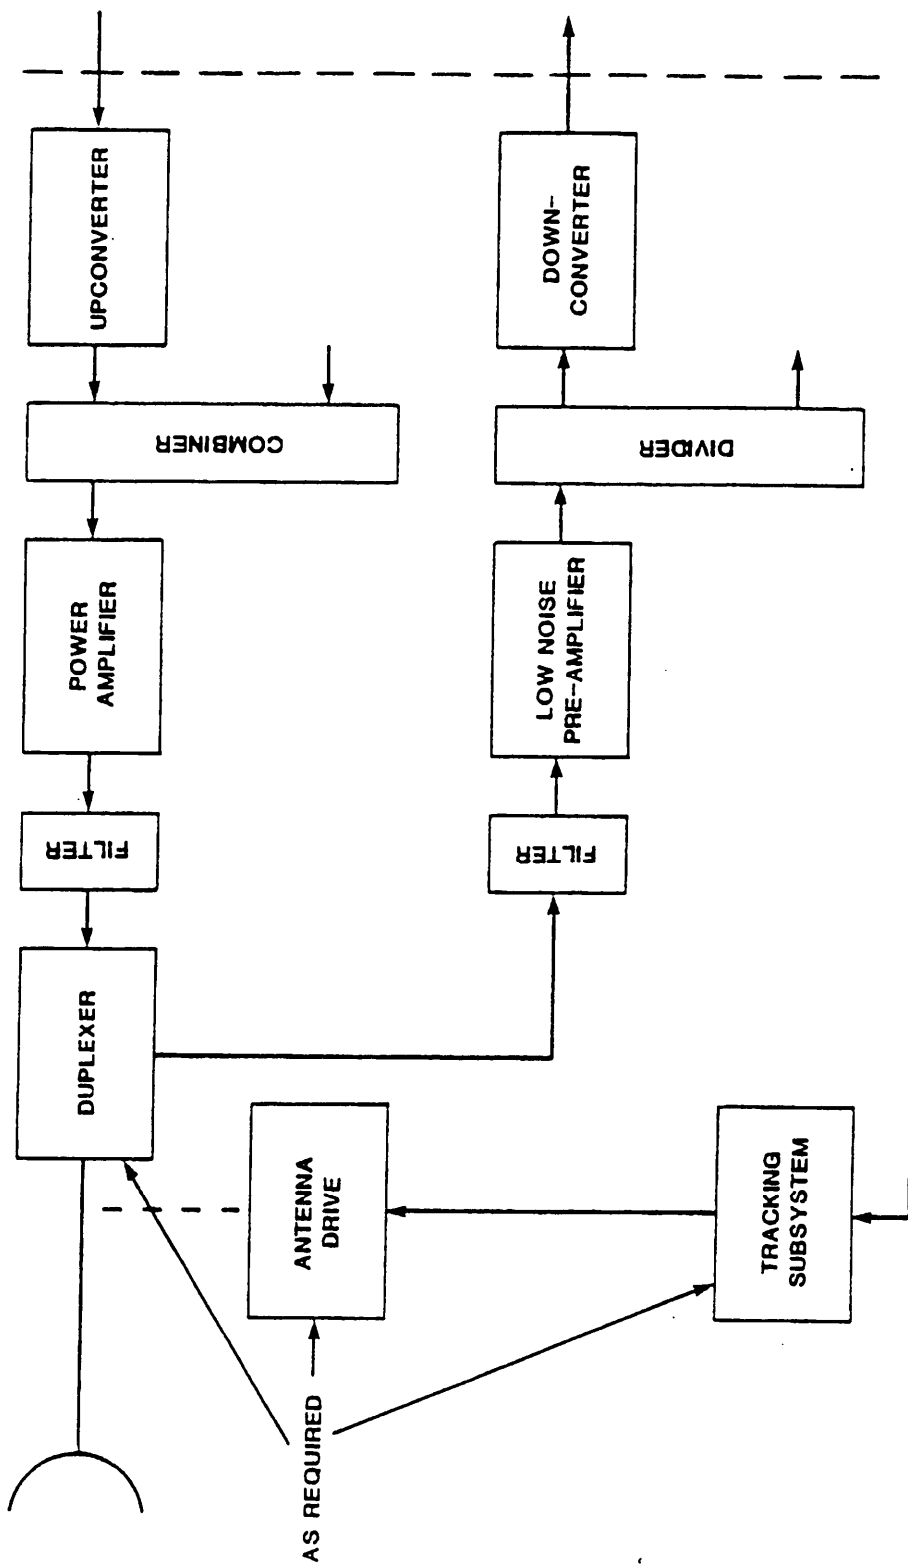 UPCONVERTER
COMBINER
POWER
AMPLIFIER
FILTER
DUPLEXER
DOWN-
CONVERTER
DIVIDER
LOW NOISE
PRE-AMPLIFIER
FILTER
ANTENNA
DRIVE
TRACKING
SUBSYSTEM
AS REQUIRED